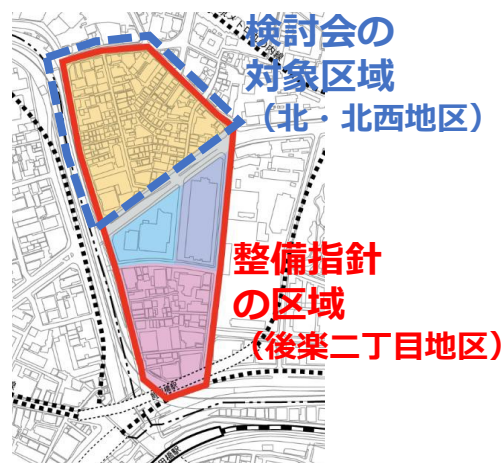 検討会の
対象区域
（北・北西地区）
整備指針
の区域
（後楽二丁目地区）